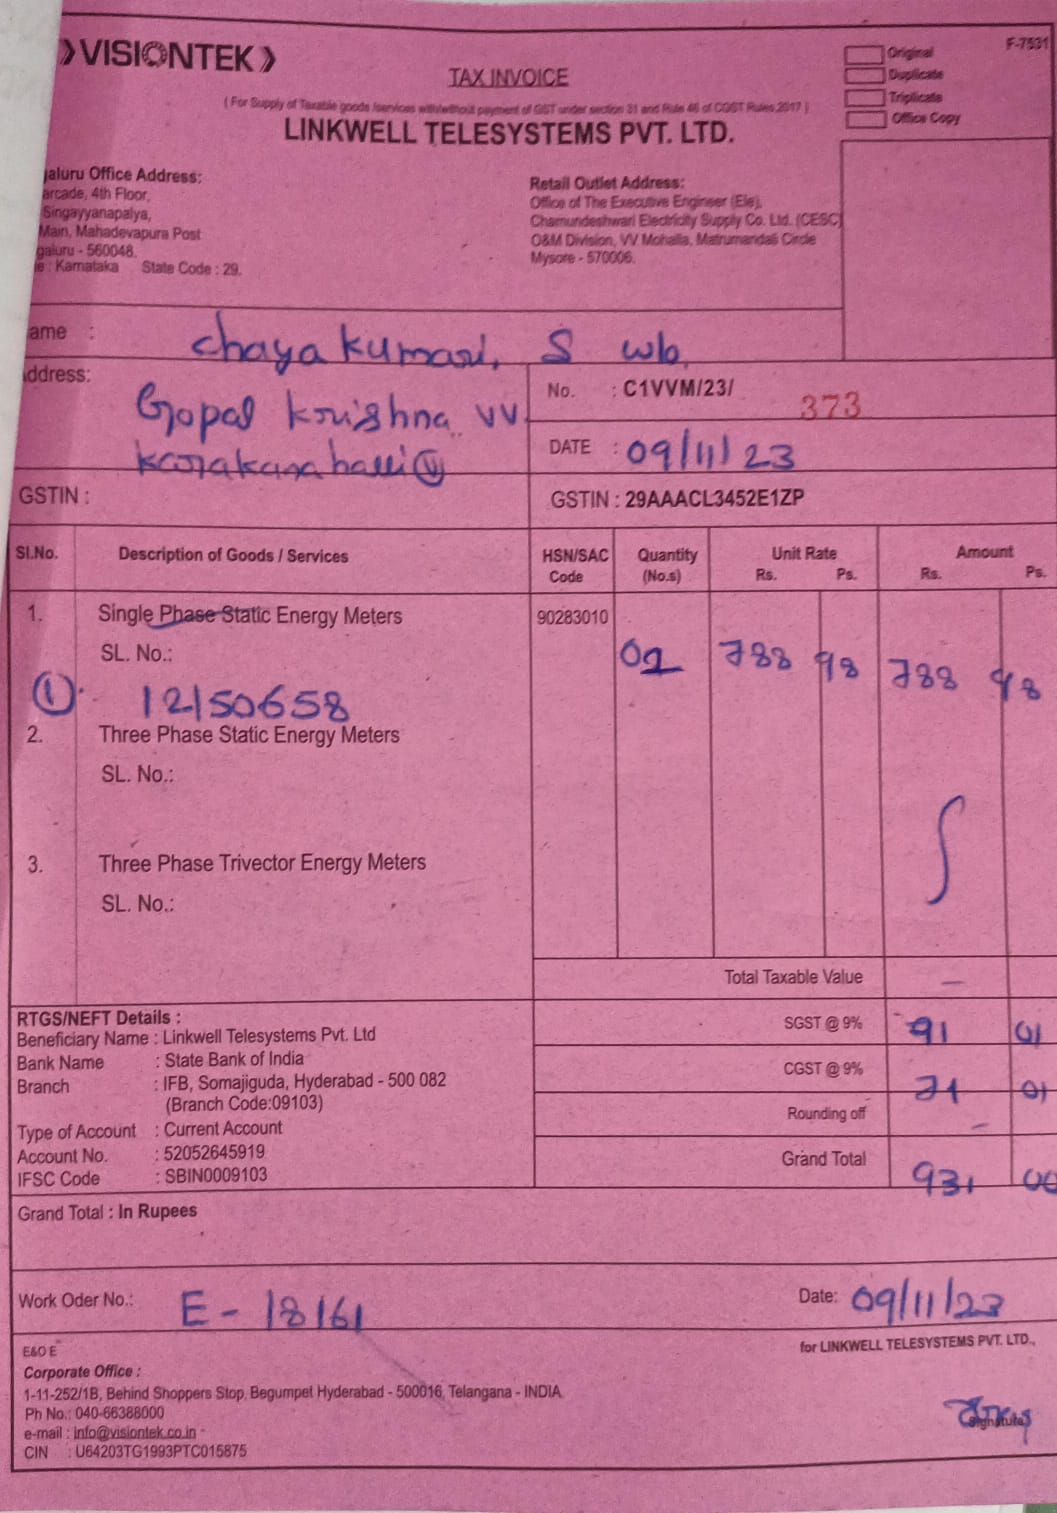 VISIONTEK
F-7531
TAX INVOICE
( For Supply of Taxable goods /services with/without payment of GST under section 31 and Rule 46 of CGST Rules,2017 )
LINKWELL TELESYSTEMS PVT. LTD.
Original
Duplicate
Triplicate
Office Copy
aluru Office Address:
arcade, 4th Floor,
Singayyanapalya,
Main, Mahadevapura Post
galuru - 560048.
e : Karnataka State Code : 29.
Retail Outlet Address:
Office of The Executive Engineer (Ele),
Chamundeshwari Electricity Supply Co. Ltd. (CESC)
O&M Division, VV Mohalla, Matrumandali Circle
Mysore - 570006.
ame : Chaya Kumari. S w/o
ddress: Gopal Krishna VV
Karakanahalli
No. : C1VVM/23/ 373
DATE : 09/11/23
GSTIN :
GSTIN : 29AAACL3452E1ZP
Sl.No. Description of Goods / Services HSN/SAC Code Quantity (No.s) Unit Rate Rs. Ps. Amount Rs. Ps.
1. Single Phase Static Energy Meters 90283010
SL. No.: 01 788 98 788 98
① 12150658
2. Three Phase Static Energy Meters
SL. No.:
3. Three Phase Trivector Energy Meters
SL. No.:
Total Taxable Value —
SGST @ 9% 91 01
CGST @ 9% 71 01
Rounding off —
Grand Total 931 00
RTGS/NEFT Details :
Beneficiary Name : Linkwell Telesystems Pvt. Ltd
Bank Name : State Bank of India
Branch : IFB, Somajiguda, Hyderabad - 500 082
(Branch Code:09103)
Type of Account : Current Account
Account No. : 52052645919
IFSC Code : SBIN0009103
Grand Total : In Rupees
Work Oder No.: E - 18161
Date: 09/11/23
E&O E
for LINKWELL TELESYSTEMS PVT. LTD.,
Corporate Office :
1-11-252/1B, Behind Shoppers Stop, Begumpet Hyderabad - 500016, Telangana - INDIA
Ph No.: 040-66388000
e-mail : info@visiontek.co.in
CIN : U64203TG1993PTC015875
Signature